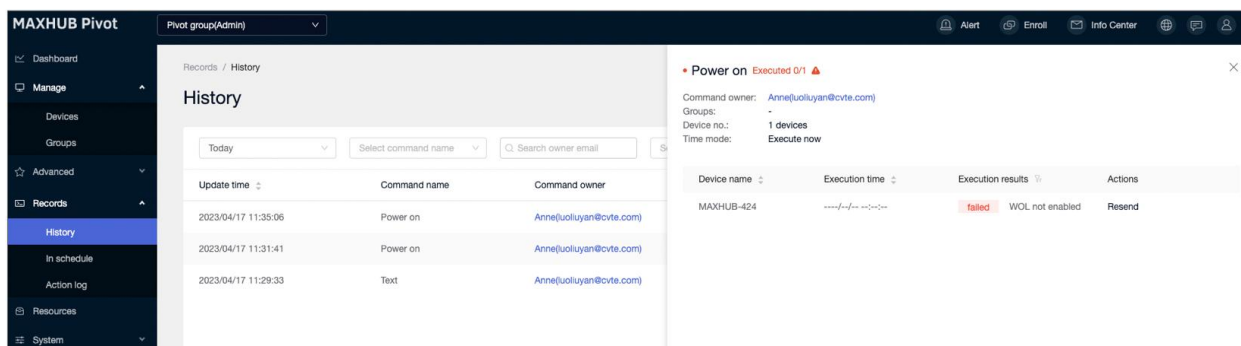 MAXHUB Pivot
Pivot group(Admin)
Alert
Enroll
Info Center
Dashboard
Manage
Devices
Groups
Advanced
Records
History
In schedule
Action log
Resources
System
Records / History
History
Today
Select command name
Search owner email
Se
Update time Command name Command owner
2023/04/17 11:35:06 Power on Anne(luoliuyan@cvte.com)
2023/04/17 11:31:41 Power on Anne(luoliuyan@cvte.com)
2023/04/17 11:29:33 Text Anne(luoliuyan@cvte.com)
Power on Executed 0/1
Command owner: Anne(luoliuyan@cvte.com)
Groups: -
Device no.: 1 devices
Time mode: Execute now
Device name Execution time Execution results Actions
MAXHUB-424 ----/--/-- --:--:-- failed WOL not enabled Resend